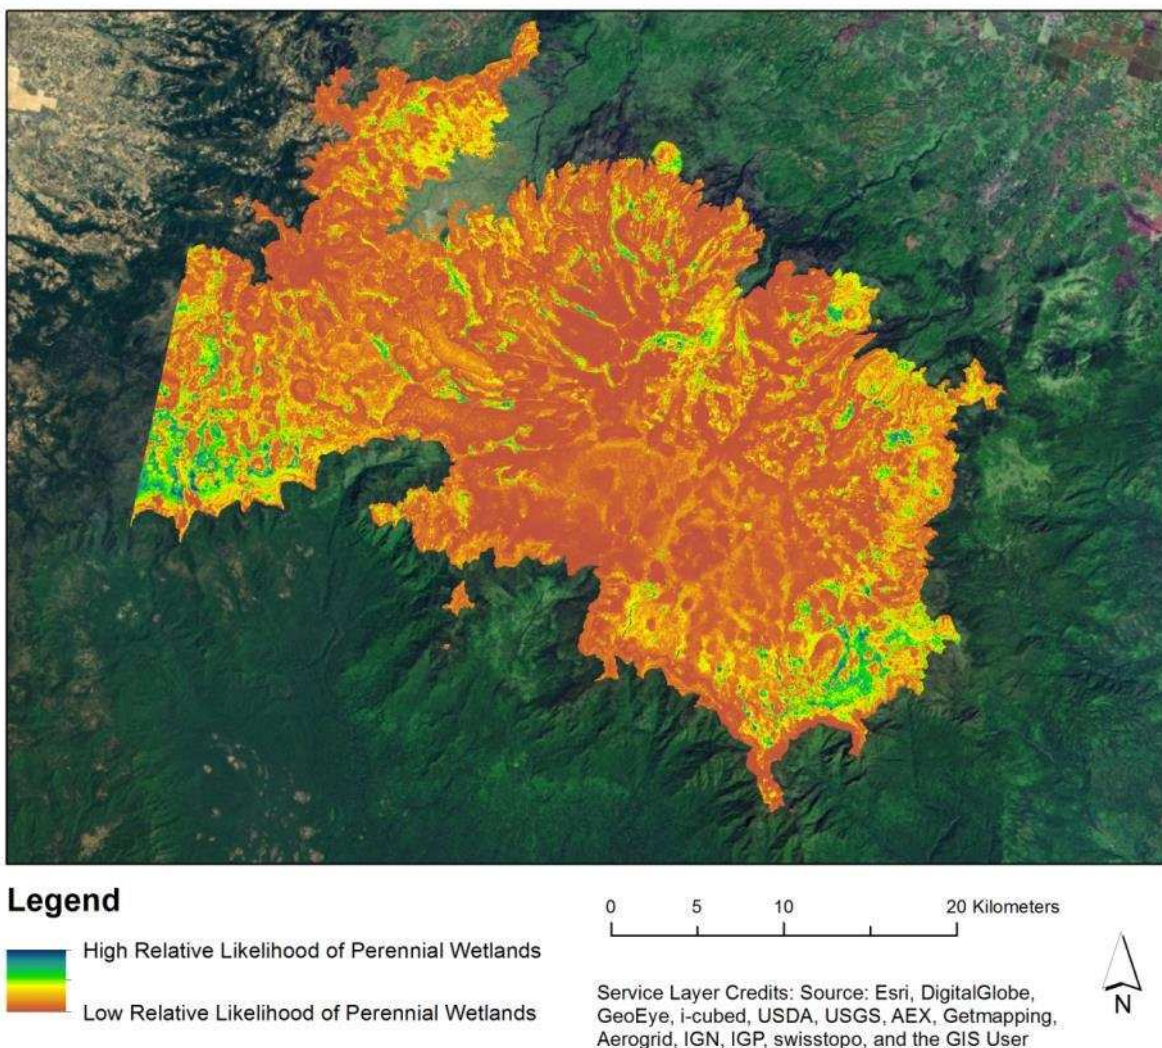 Legend
High Relative Likelihood of Perennial Wetlands
Low Relative Likelihood of Perennial Wetlands
0 5 10 20 Kilometers
Service Layer Credits: Source: Esri, DigitalGlobe,
GeoEye, i-cubed, USDA, USGS, AEX, Getmapping,
Aerogrid, IGN, IGP, swisstopo, and the GIS User
N